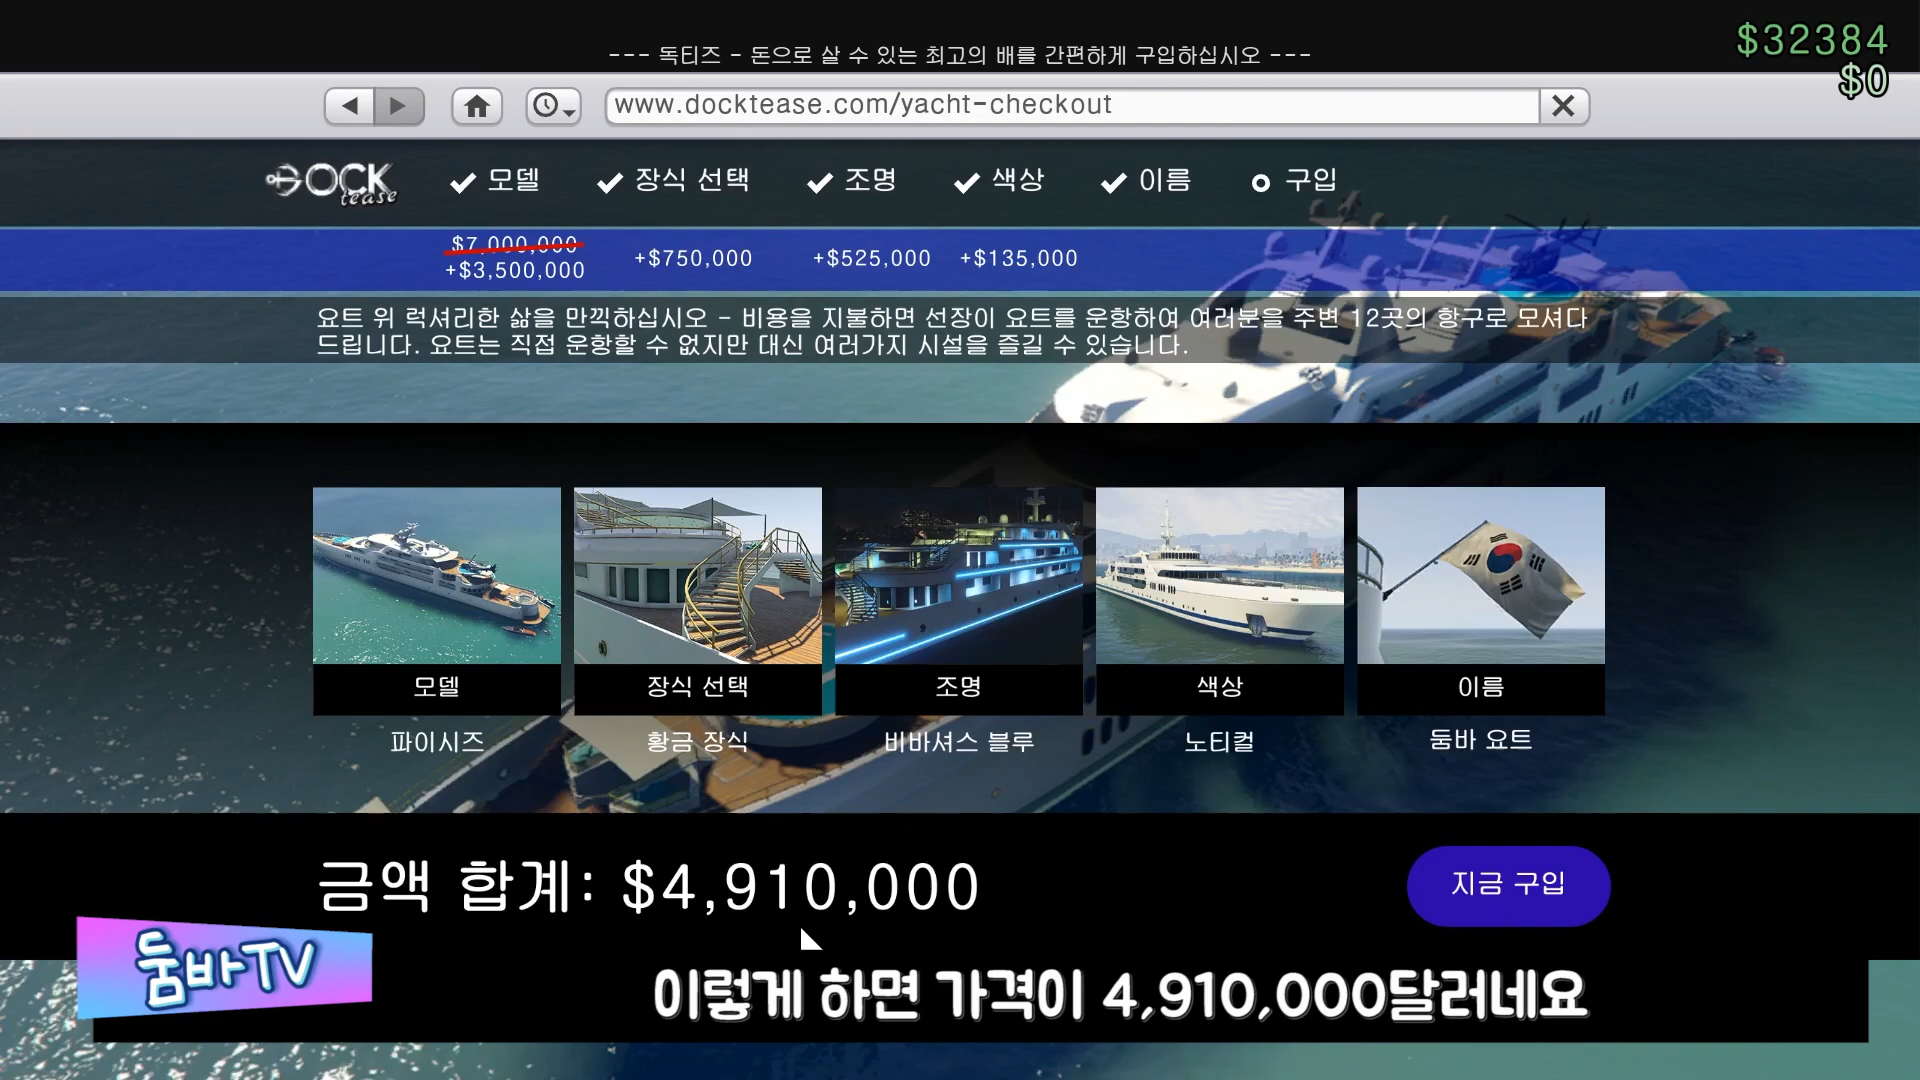 --- 독티즈 - 돈으로 살 수 있는 최고의 배를 간편하게 구입하십시오 ---
$32384
$0
www.docktease.com/yacht-checkout
DOCK tease
모델
장식 선택
조명
색상
이름
구입
$7,000,000
+$3,500,000
+$750,000
+$525,000
+$135,000
요트 위 럭셔리한 삶을 만끽하십시오 - 비용을 지불하면 선장이 요트를 운항하여 여러분을 주변 12곳의 항구로 모셔다
드립니다. 요트는 직접 운항할 수 없지만 대신 여러가지 시설을 즐길 수 있습니다.
모델
장식 선택
조명
색상
이름
파이시즈
황금 장식
비바셔스 블루
노티컬
둠바 요트
금액 합계: $4,910,000
지금 구입
둠바TV
이렇게 하면 가격이 4,910,000달러네요